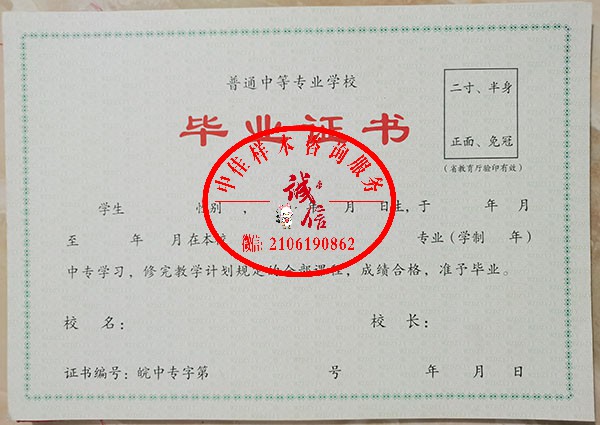 普通中等专业学校
毕业证书
二寸、半身
正面、免冠
(省教育厅验印有效)
中佳样本咨询服务
诚信
微信: 2106190862
学生 性别 , 年 月 日生,于 年 月
至 年 月在本校 专业(学制 年)
中专学习，修完教学计划规定的全部课程，成绩合格，准予毕业。
校 名： 校 长：
证书编号：皖中专字第 号 年 月 日